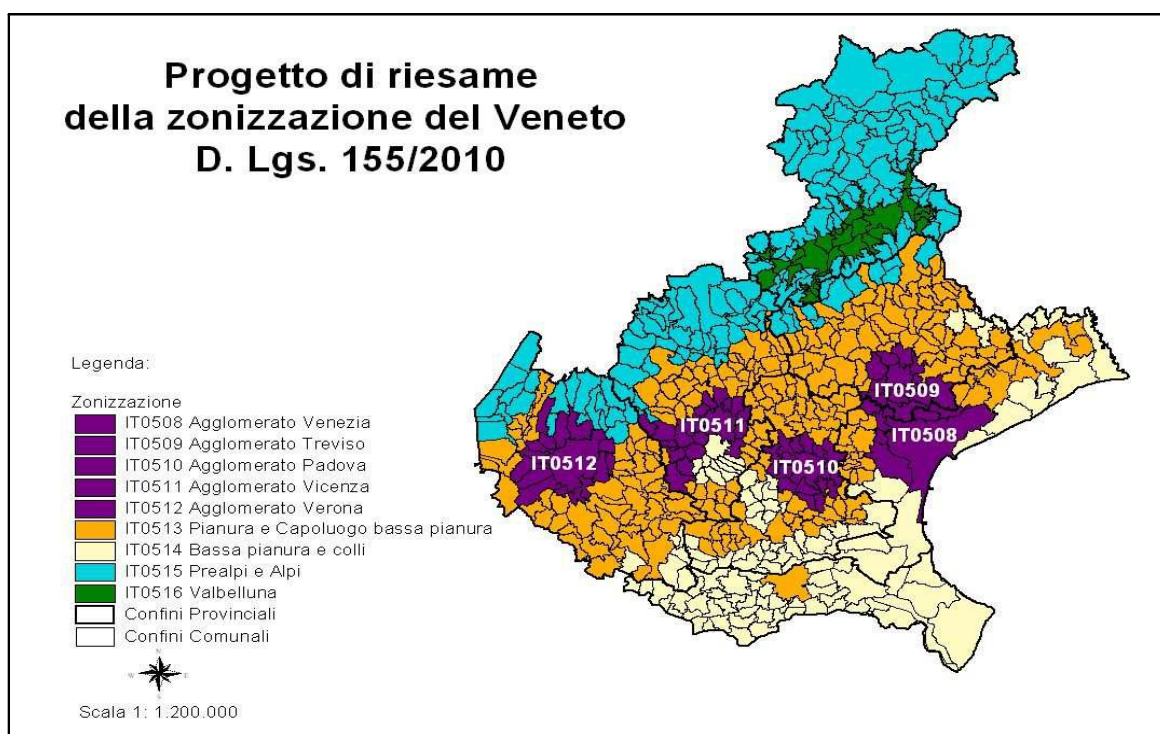 Progetto di riesame
della zonizzazione del Veneto
D. Lgs. 155/2010
Legenda:
Zonizzazione
IT0508 Agglomerato Venezia
IT0509 Agglomerato Treviso
IT0510 Agglomerato Padova
IT0511 Agglomerato Vicenza
IT0512 Agglomerato Verona
IT0513 Pianura e Capoluogo bassa pianura
IT0514 Bassa pianura e colli
IT0515 Prealpi e Alpi
IT0516 Valbelluna
Confini Provinciali
Confini Comunali
N
W E
S
Scala 1: 1.200.000
IT0509
IT0511
IT0508
IT0512
IT0510